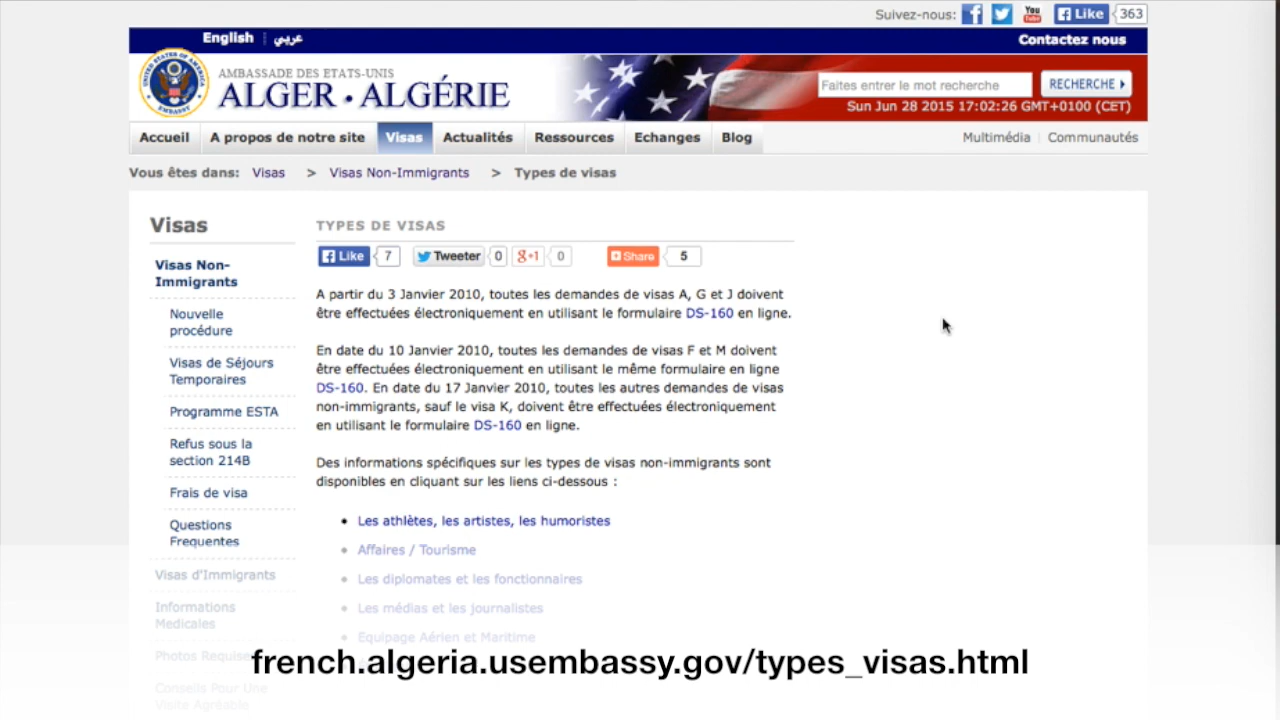 Suivez-nous: You Tube Like 363
English | عربي Contactez nous
AMBASSADE DES ETATS-UNIS
ALGER • ALGÉRIE
Faites entrer le mot recherche RECHERCHE
Sun Jun 28 2015 17:02:26 GMT+0100 (CET)
Accueil A propos de notre site Visas Actualités Ressources Echanges Blog Multimédia | Communautés
Vous êtes dans: Visas > Visas Non-Immigrants > Types de visas
Visas
Visas Non-
Immigrants
Nouvelle
procédure
Visas de Séjours
Temporaires
Programme ESTA
Refus sous la
section 214B
Frais de visa
Questions
Frequentes
Visas d'Immigrants
Informations
Medicales
Photos Requise
Conseils Pour Une
Visite Agréable
TYPES DE VISAS
Like 7 Tweeter 0 g+1 0 Share 5
A partir du 3 Janvier 2010, toutes les demandes de visas A, G et J doivent
être effectuées électroniquement en utilisant le formulaire DS-160 en ligne.
En date du 10 Janvier 2010, toutes les demandes de visas F et M doivent
être effectuées électroniquement en utilisant le même formulaire en ligne
DS-160. En date du 17 Janvier 2010, toutes les autres demandes de visas
non-immigrants, sauf le visa K, doivent être effectuées électroniquement
en utilisant le formulaire DS-160 en ligne.
Des informations spécifiques sur les types de visas non-immigrants sont
disponibles en cliquant sur les liens ci-dessous :
• Les athlètes, les artistes, les humoristes
• Affaires / Tourisme
• Les diplomates et les fonctionnaires
• Les médias et les journalistes
• Equipage Aérien et Maritime
french.algeria.usembassy.gov/types_visas.html